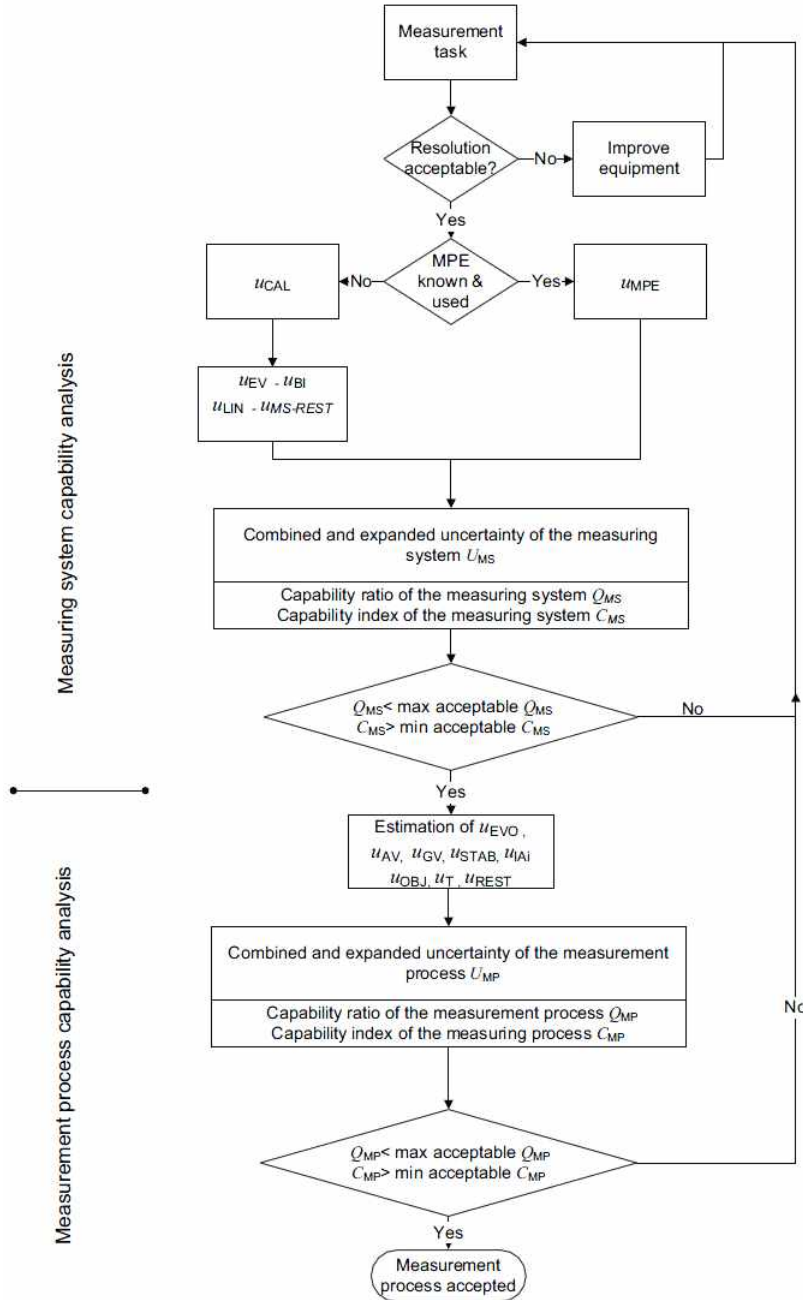 Measurement
task
Resolution
acceptable?
No
Improve
equipment
Yes
uCAL
No
MPE
known &
used
Yes
uMPE
uEV - uBI
uLIN - uMS-REST
Measuring system capability analysis
Combined and expanded uncertainty of the measuring
system UMS
Capability ratio of the measuring system QMS
Capability index of the measuring system CMS
QMS< max acceptable QMS
CMS> min acceptable CMS
No
Yes
Estimation of uEVO ,
uAV, uGV, uSTAB, uIAi
uOBJ, uT , uREST
Measurement process capability analysis
Combined and expanded uncertainty of the measurement
process UMP
Capability ratio of the measurement process QMP
Capability index of the measuring process CMP
No
QMP< max acceptable QMP
CMP> min acceptable CMP
Yes
Measurement
process accepted